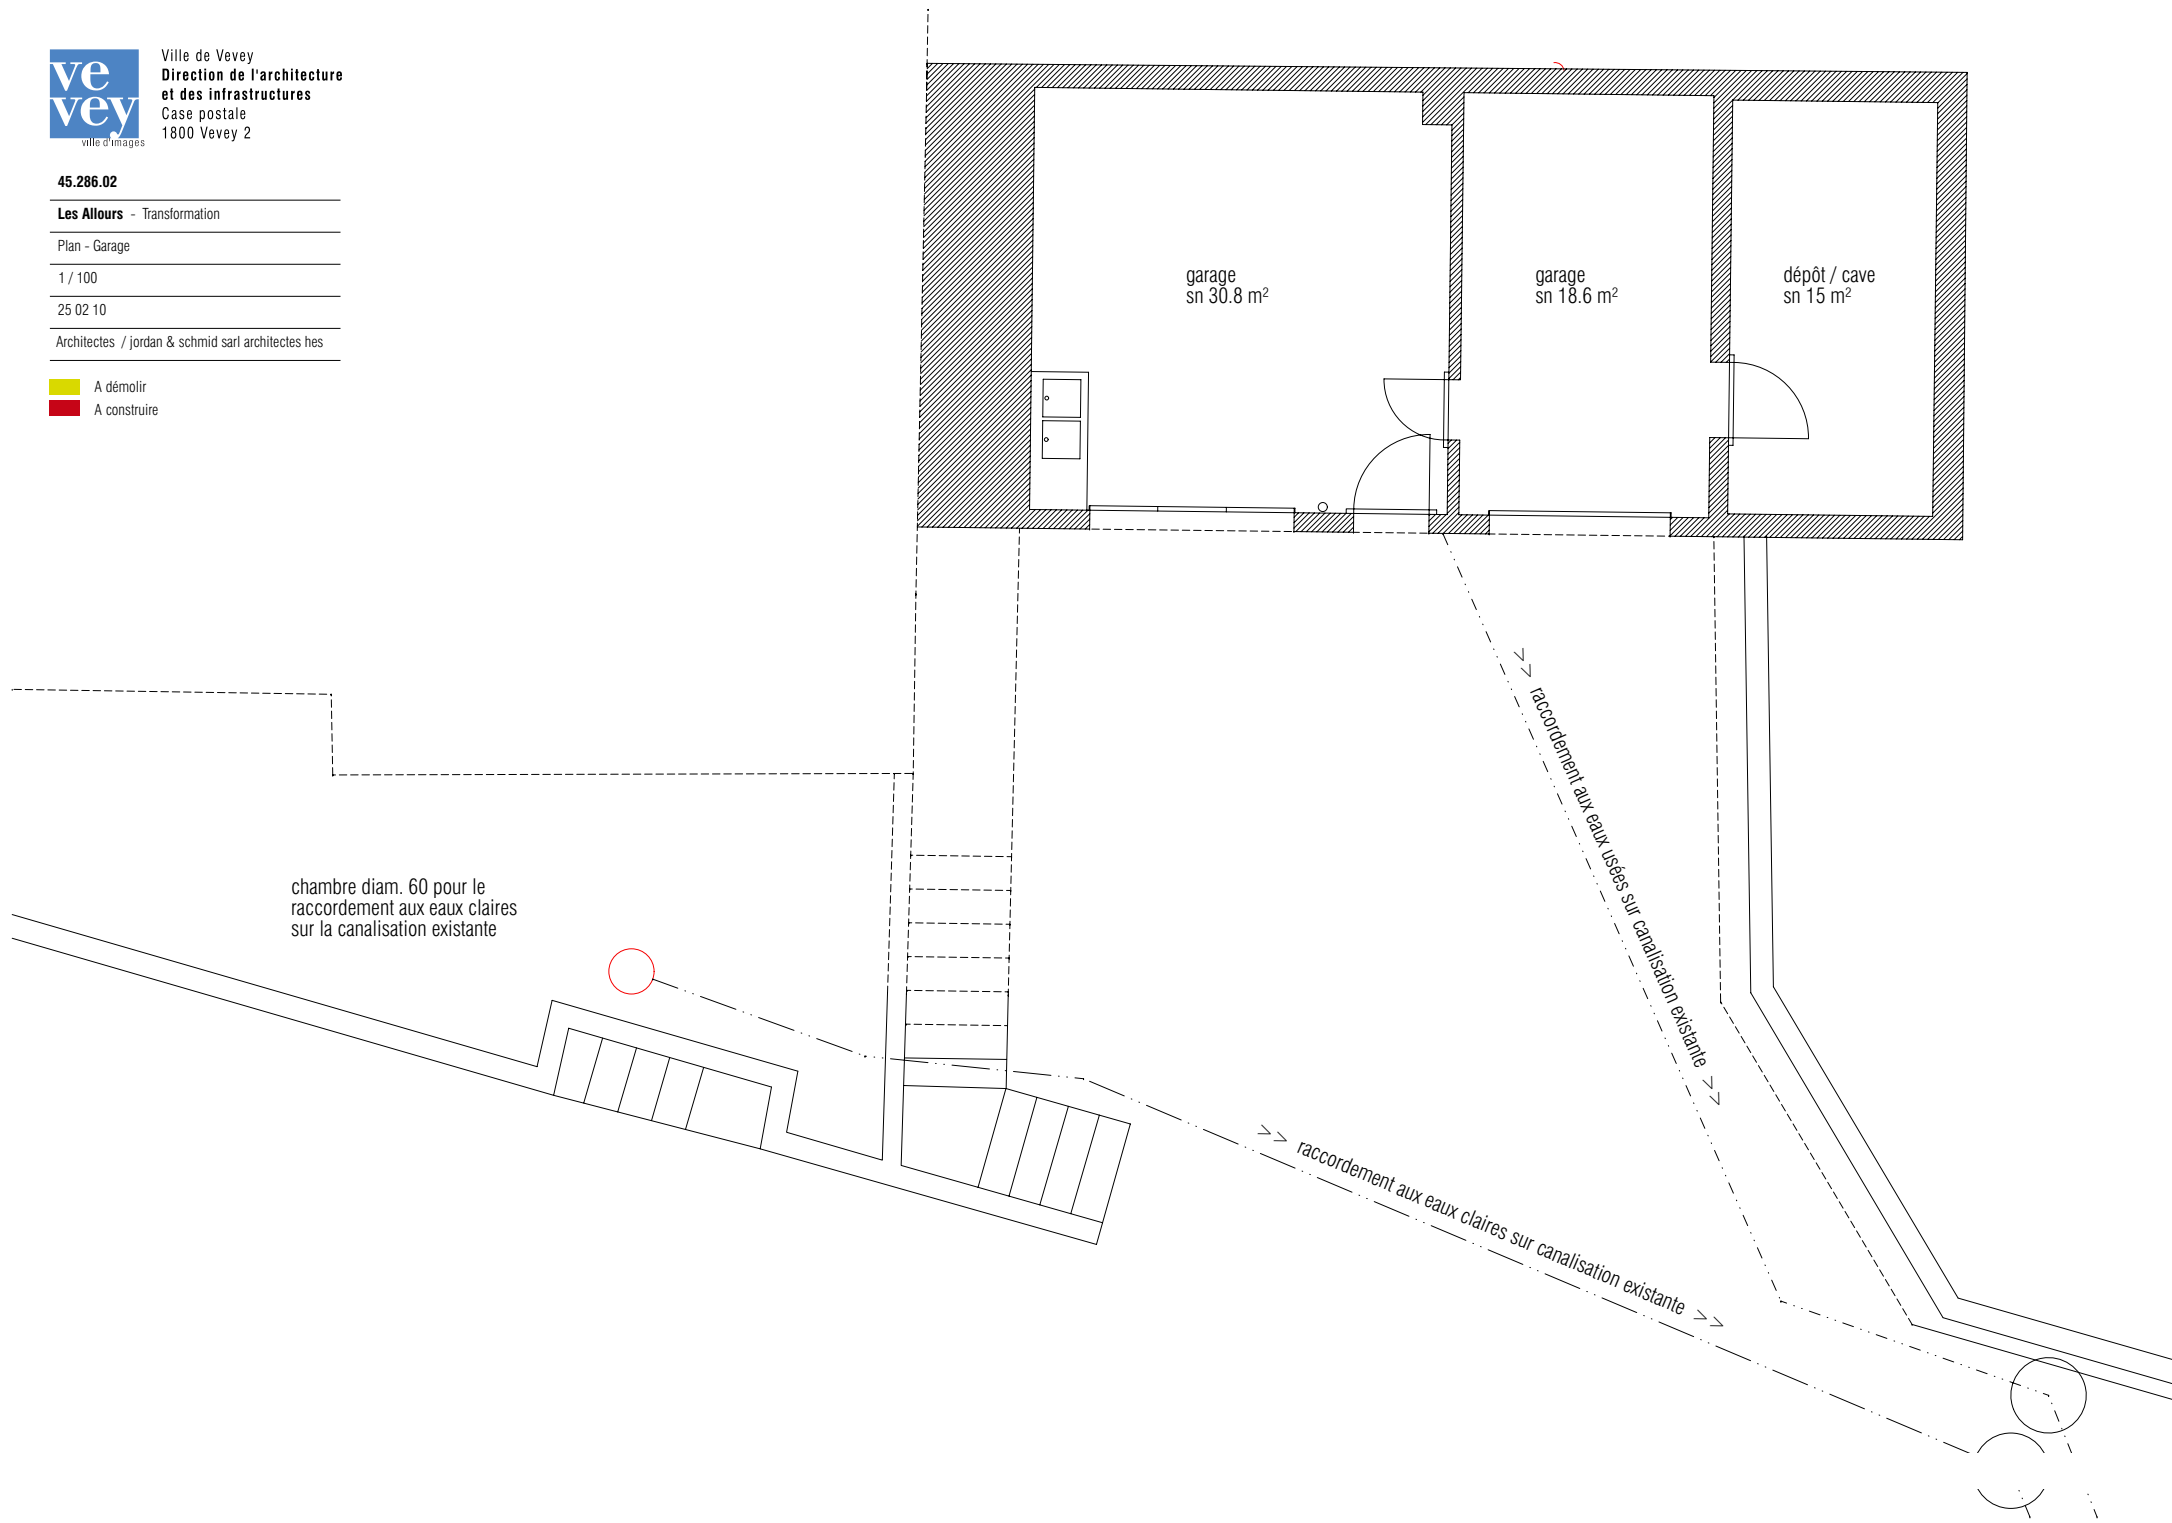 ve
vey
ville d'images
Ville de Vevey
Direction de l'architecture
et des infrastructures
Case postale
1800 Vevey 2
45.286.02
Les Allours - Transformation
Plan - Garage
1 / 100
25 02 10
Architectes / jordan & schmid sarl architectes hes
A démolir
A construire
garage
sn 30.8 m²
garage
sn 18.6 m²
dépôt / cave
sn 15 m²
>> raccordement aux eaux usées sur canalisation existante >>
chambre diam. 60 pour le
raccordement aux eaux claires
sur la canalisation existante
>> raccordement aux eaux claires sur canalisation existante >>